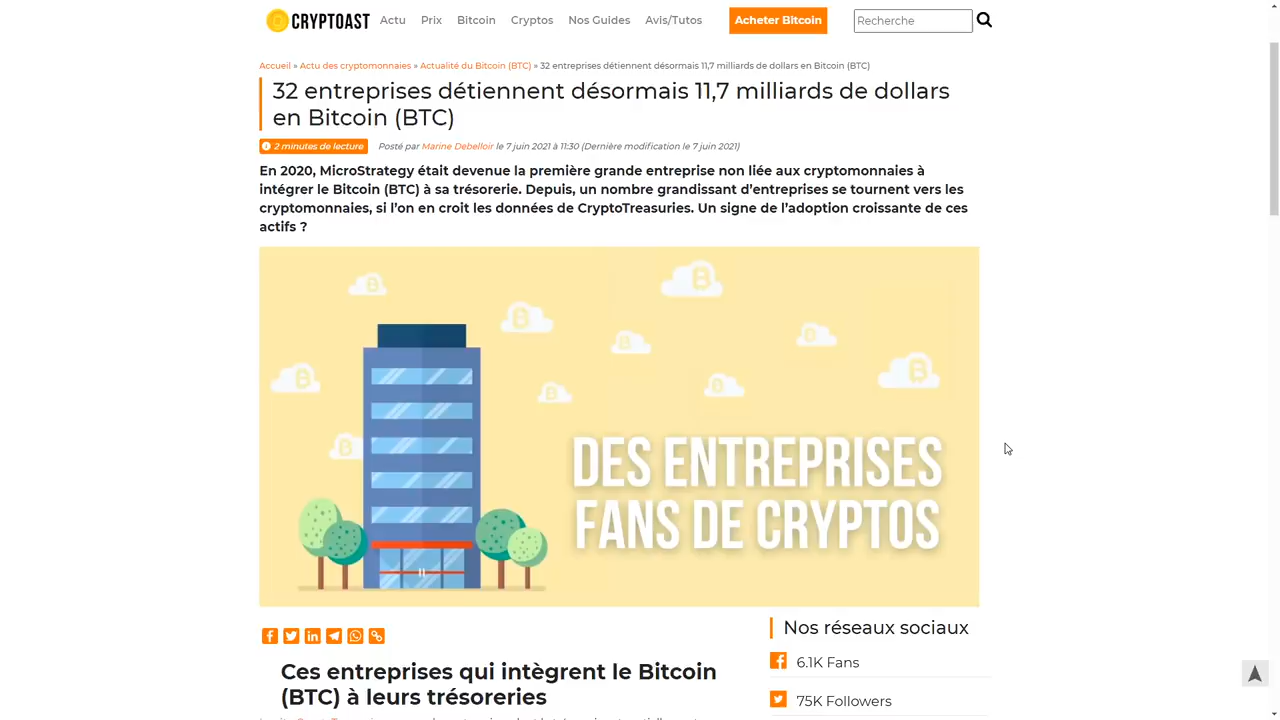 CRYPTOAST Actu Prix Bitcoin Cryptos Nos Guides Avis/Tutos Acheter Bitcoin Recherche
Accueil » Actu des cryptomonnaies » Actualité du Bitcoin (BTC) » 32 entreprises détiennent désormais 11,7 milliards de dollars en Bitcoin (BTC)
32 entreprises détiennent désormais 11,7 milliards de dollars
en Bitcoin (BTC)
2 minutes de lecture Posté par Marine Debelloir le 7 juin 2021 à 11:30 (Dernière modification le 7 juin 2021)
En 2020, MicroStrategy était devenue la première grande entreprise non liée aux cryptomonnaies à
intégrer le Bitcoin (BTC) à sa trésorerie. Depuis, un nombre grandissant d’entreprises se tournent vers les
cryptomonnaies, si l’on en croit les données de CryptoTreasuries. Un signe de l’adoption croissante de ces
actifs ?
DES ENTREPRISES
FANS DE CRYPTOS
Ces entreprises qui intègrent le Bitcoin
(BTC) à leurs trésoreries
Nos réseaux sociaux
6.1K Fans
75K Followers